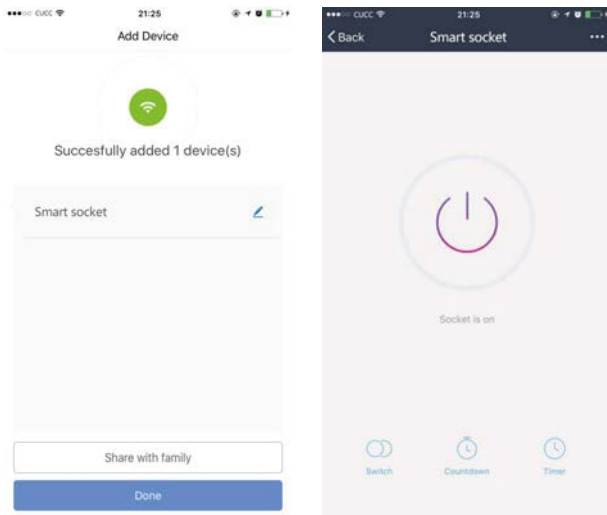 CUCC 21:25
Add Device
Succesfully added 1 device(s)
Smart socket
Share with family
Done
CUCC 21:25
Back Smart socket ...
Socket is on
Switch Countdown Timer